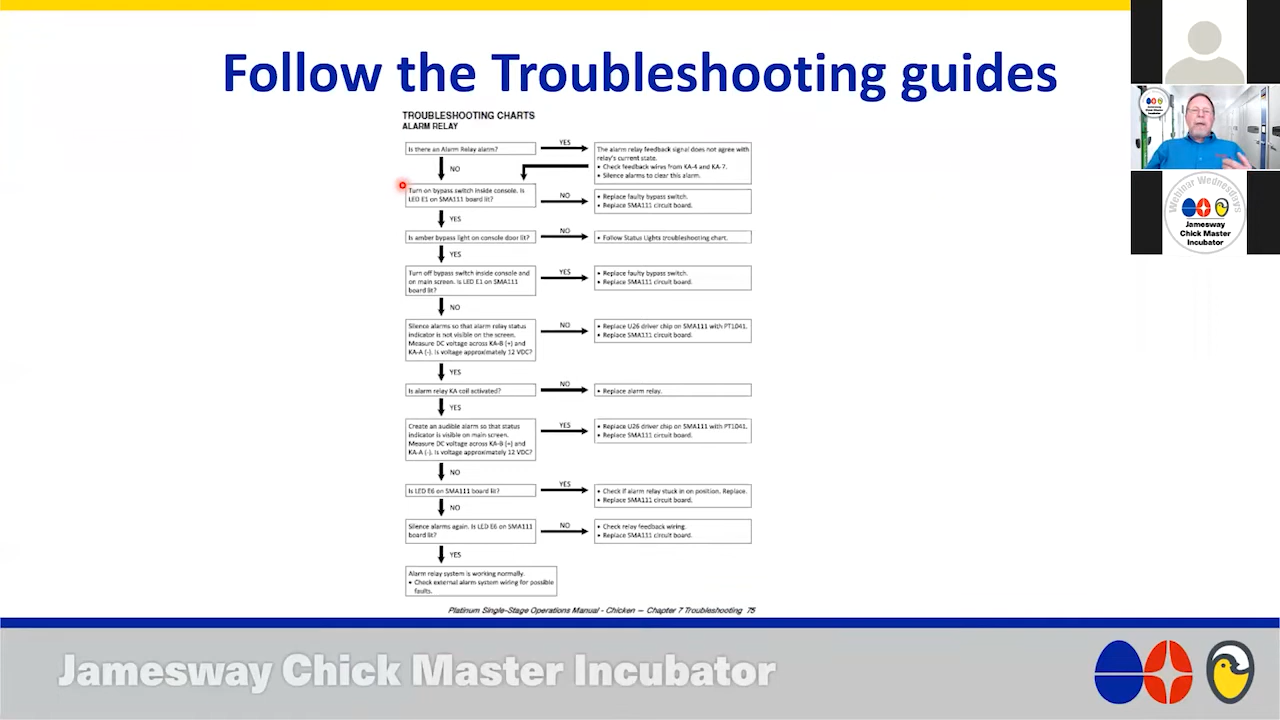 Follow the Troubleshooting guides
TROUBLESHOOTING CHARTS
ALARM RELAY
Is there an Alarm Relay alarm?
YES
The alarm relay feedback signal does not agree with
relay's current state.
• Check feedback wires from KA-4 and KA-7.
• Silence alarms to clear this alarm.
NO
Turn on bypass switch inside console. Is
LED E1 on SMA111 board lit?
NO
• Replace faulty bypass switch.
• Replace SMA111 circuit board.
YES
Is amber bypass light on console door lit?
NO
• Follow Status Lights troubleshooting chart.
YES
Turn off bypass switch inside console and
on main screen. Is LED E1 on SMA111
board lit?
YES
• Replace faulty bypass switch.
• Replace SMA111 circuit board.
NO
Silence alarms so that alarm relay status
indicator is not visible on the screen.
Measure DC voltage across KA-B (+) and
KA-A (-). Is voltage approximately 12 VDC?
NO
• Replace U26 driver chip on SMA111 with PT1041.
• Replace SMA111 circuit board.
YES
Is alarm relay KA coil activated?
NO
• Replace alarm relay.
YES
Create an audible alarm so that status
indicator is visible on main screen.
Measure DC voltage across KA-B (+) and
KA-A (-). Is voltage approximately 12 VDC?
YES
• Replace U26 driver chip on SMA111 with PT1041.
• Replace SMA111 circuit board.
NO
Is LED E6 on SMA111 board lit?
YES
• Check if alarm relay stuck in on position. Replace.
• Replace SMA111 circuit board.
NO
Silence alarms again. Is LED E6 on SMA111
board lit?
NO
• Check relay feedback wiring.
• Replace SMA111 circuit board.
YES
Alarm relay system is working normally.
• Check external alarm system wiring for possible
faults.
Platinum Single-Stage Operations Manual - Chicken — Chapter 7 Troubleshooting 75
Jamesway Chick Master Incubator
Webinar Wednesdays
Jamesway
Chick Master
Incubator